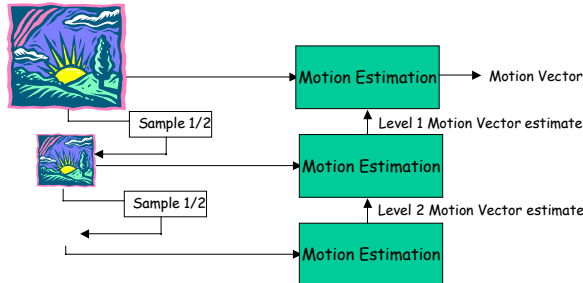 Motion Estimation
Motion Vector
Sample 1/2
Level 1 Motion Vector estimate
Motion Estimation
Sample 1/2
Level 2 Motion Vector estimate
Motion Estimation